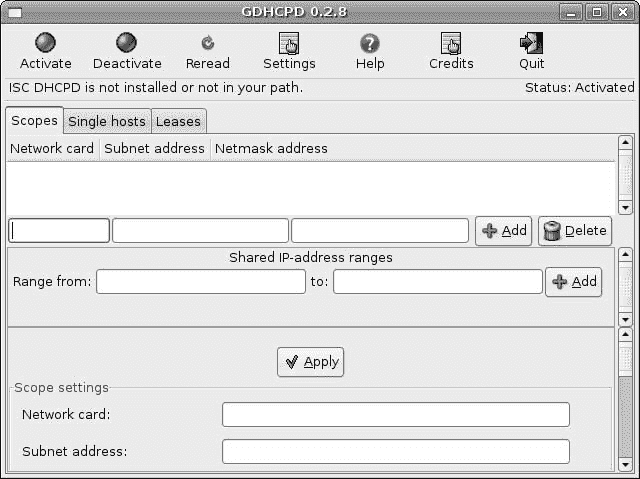 GDHCPD 0.2.8
Activate Deactivate Reread Settings Help Credits Quit
ISC DHCPD is not installed or not in your path. Status: Activated
Scopes Single hosts Leases
Network card Subnet address Netmask address
Add Delete
Shared IP-address ranges
Range from: to: Add
Apply
Scope settings
Network card:
Subnet address: